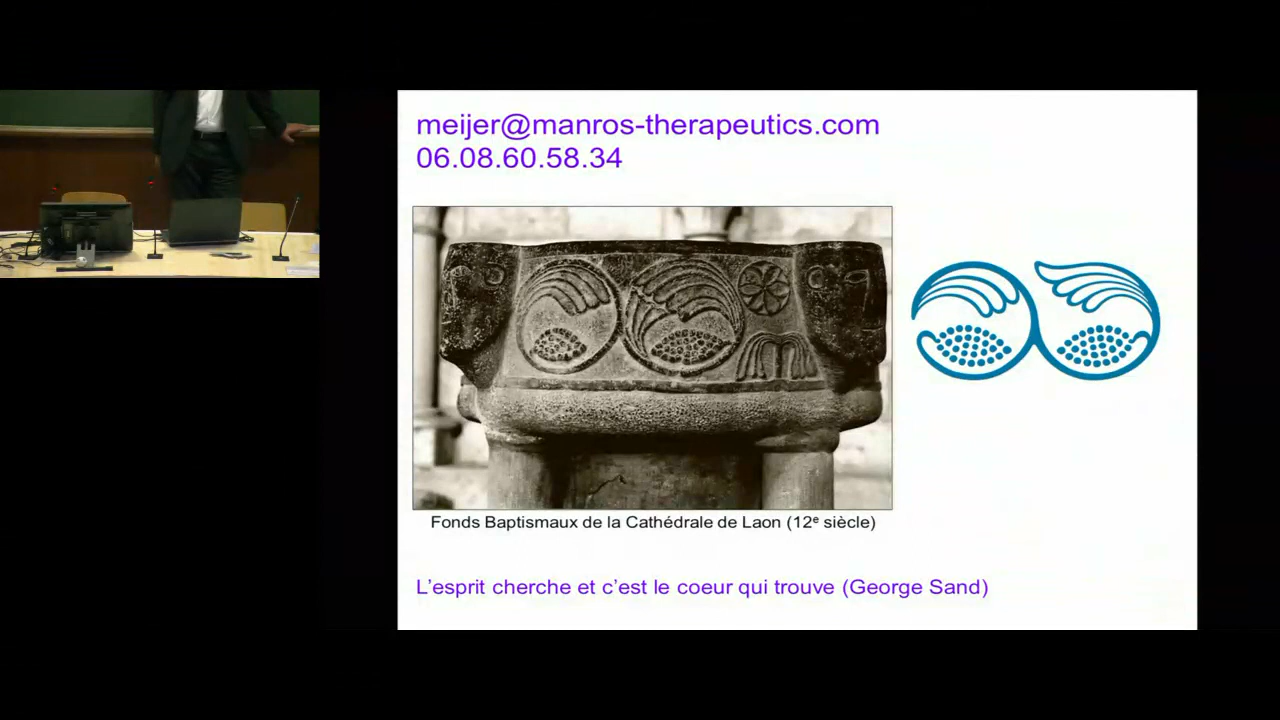 meijer@manros-therapeutics.com
06.08.60.58.34
Fonds Baptismaux de la Cathédrale de Laon (12e siècle)
L'esprit cherche et c'est le coeur qui trouve (George Sand)